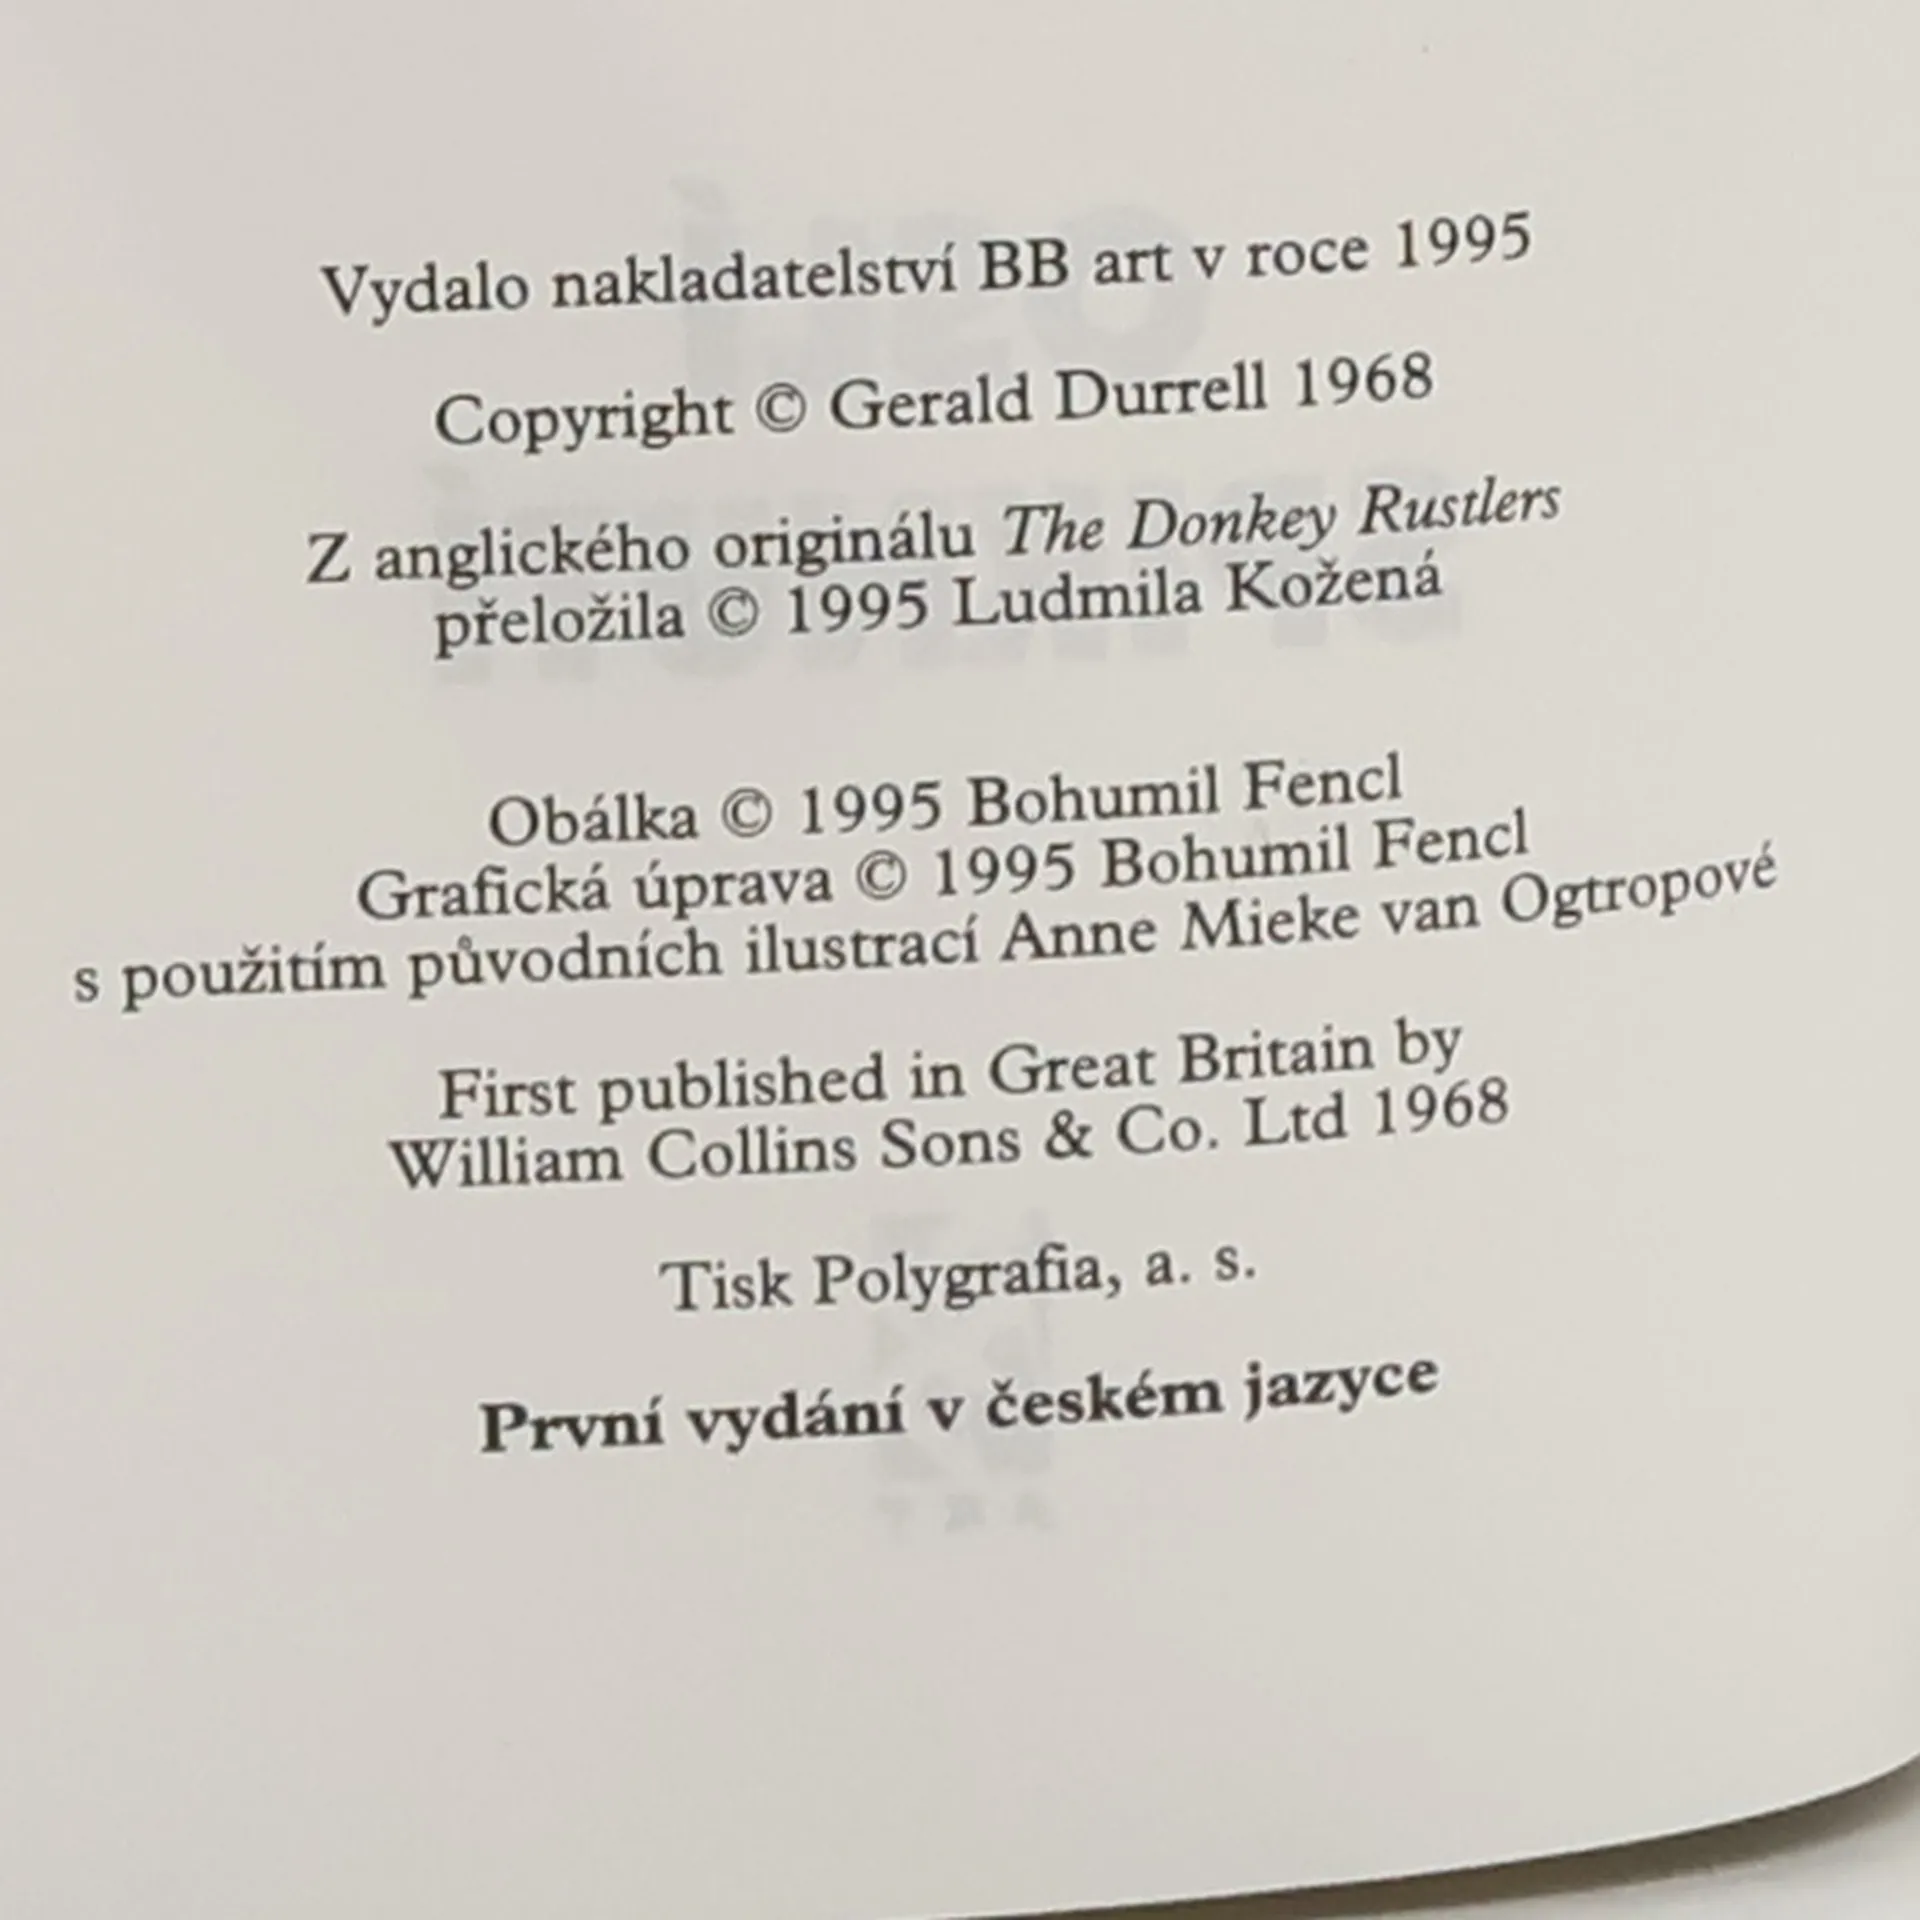 Vydalo nakladatelství BB art v roce 1995
Copyright © Gerald Durrell 1968
Z anglického originálu The Donkey Rustlers
přeložila © 1995 Ludmila Kožená
Obálka © 1995 Bohumil Fencl
Grafická úprava © 1995 Bohumil Fencl
s použitím původních ilustrací Anne Mieke van Ogtropové
First published in Great Britain by
William Collins Sons & Co. Ltd 1968
Tisk Polygrafia, a. s.
První vydání v českém jazyce